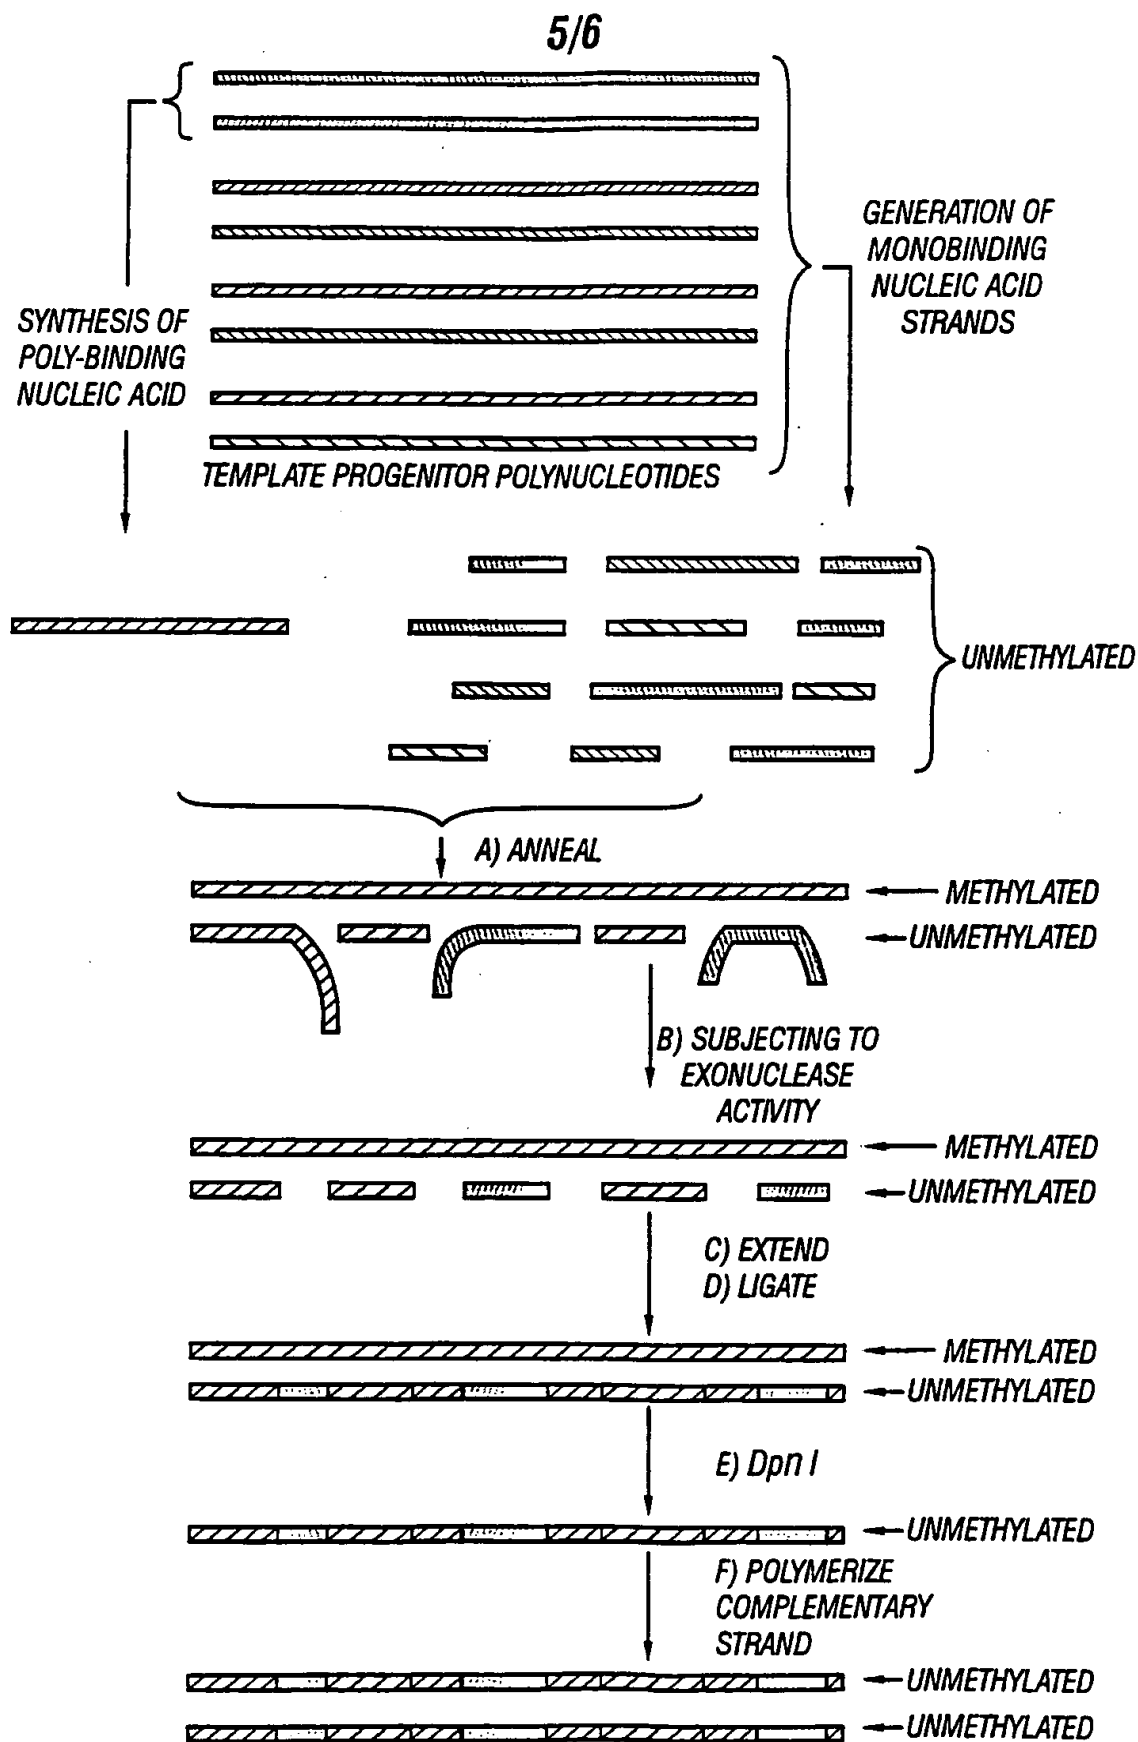 5/6
SYNTHESIS OF
POLY-BINDING
NUCLEIC ACID
GENERATION OF
MONOBINDING
NUCLEIC ACID
STRANDS
TEMPLATE PROGENITOR POLYNUCLEOTIDES
UNMETHYLATED
A) ANNEAL
METHYLATED
UNMETHYLATED
B) SUBJECTING TO
EXONUCLEASE
ACTIVITY
METHYLATED
UNMETHYLATED
C) EXTEND
D) LIGATE
METHYLATED
UNMETHYLATED
E) Dpn I
UNMETHYLATED
F) POLYMERIZE
COMPLEMENTARY
STRAND
UNMETHYLATED
UNMETHYLATED